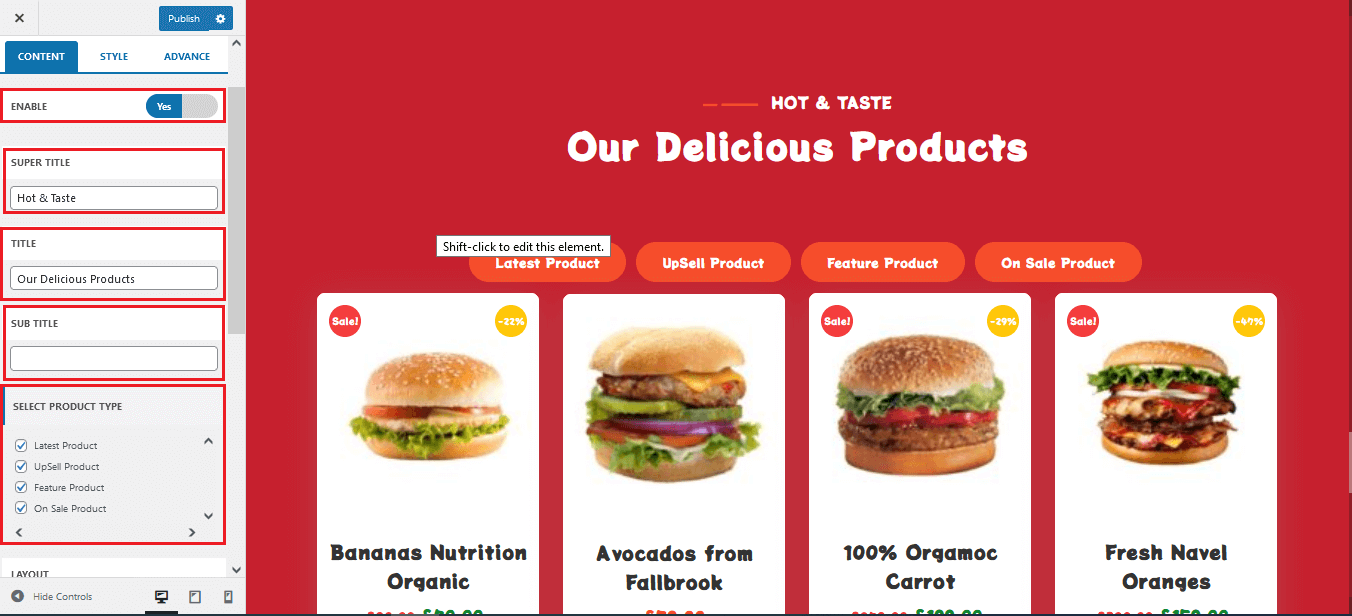 Publish
CONTENT STYLE ADVANCE
ENABLE Yes
SUPER TITLE
Hot & Taste
TITLE
Our Delicious Products
SUB TITLE
SELECT PRODUCT TYPE
Latest Product
UpSell Product
Feature Product
On Sale Product
LAYOUT
Hide Controls
HOT & TASTE
Our Delicious Products
Shift-click to edit this element.
Latest Product UpSell Product Feature Product On Sale Product
Sale! -22% Sale! -29% Sale! -47%
Bananas Nutrition
Organic
Avocados from
Fallbrook
100% Orgamoc
Carrot
Fresh Navel
Oranges